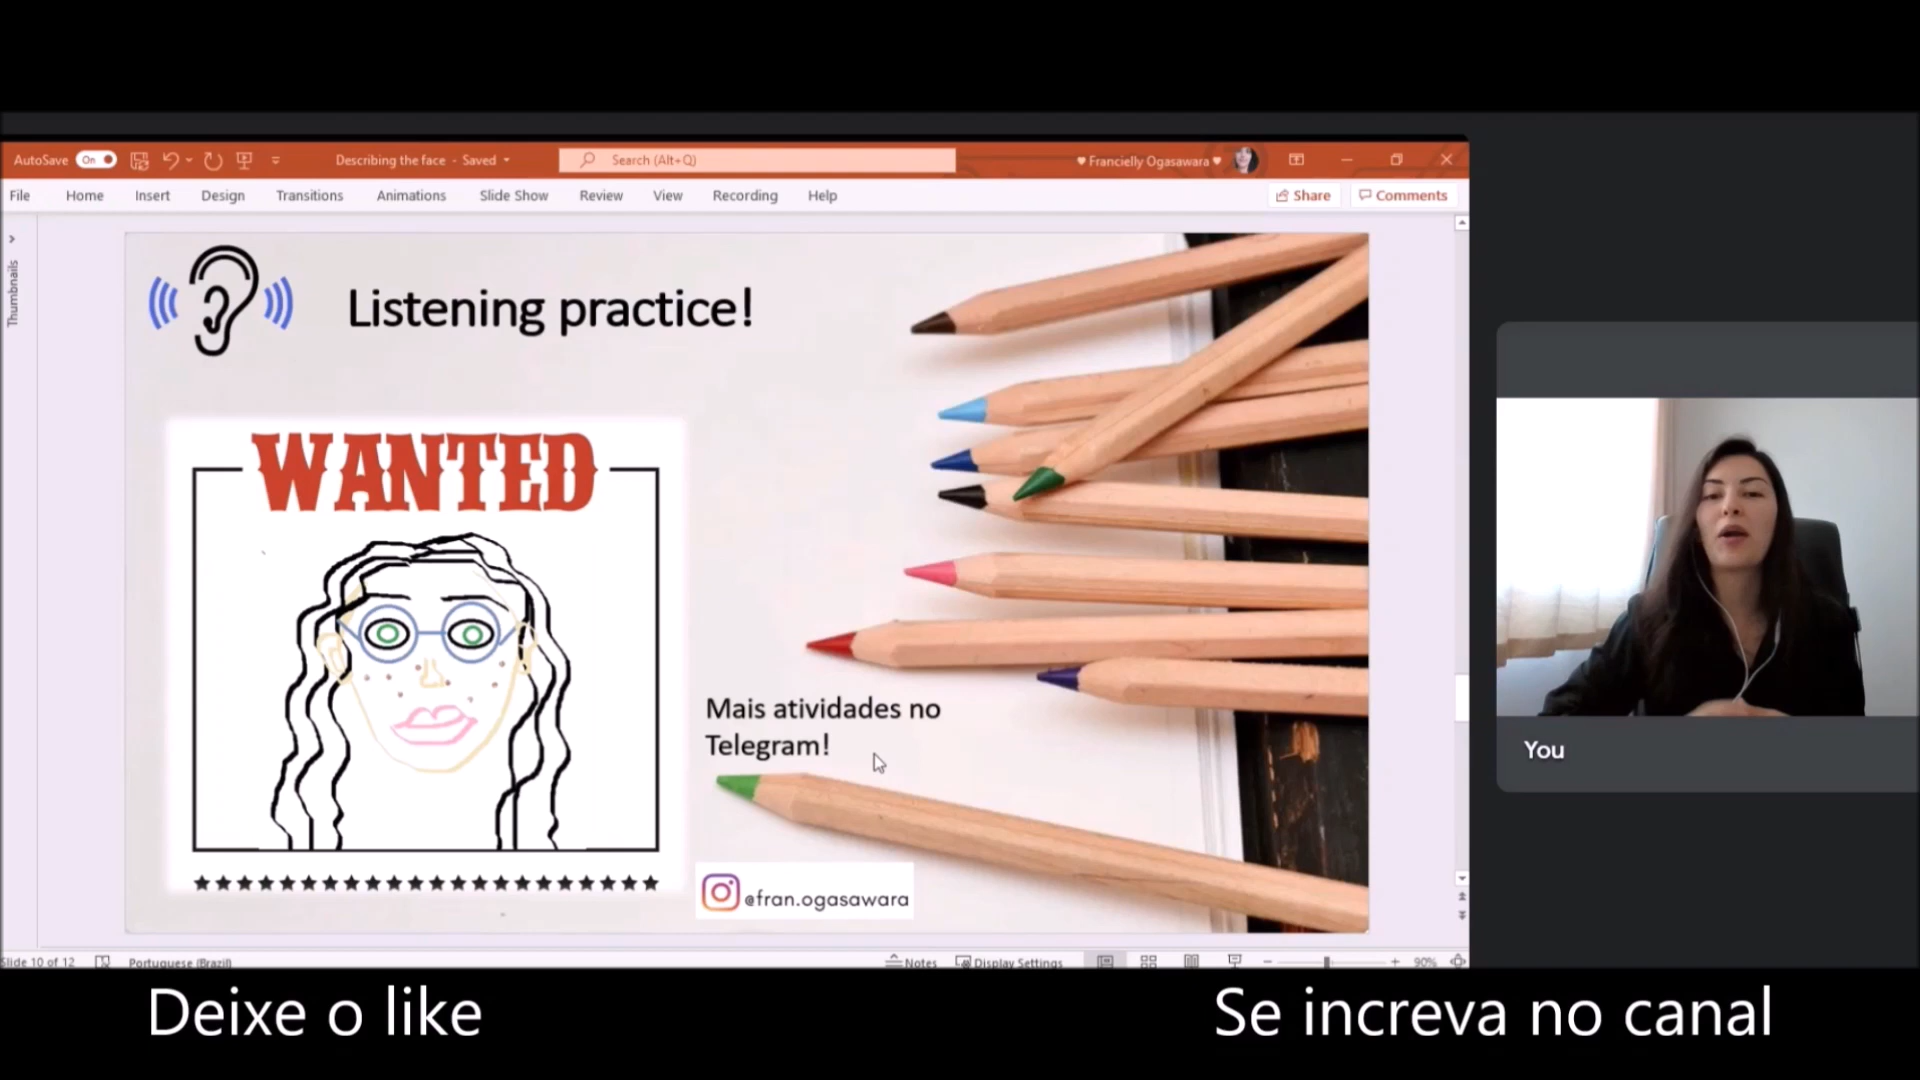 AutoSave On Describing the face - Saved Search (Alt+Q) ♥ Francielly Ogasawara ♥
File Home Insert Design Transitions Animations Slide Show Review View Recording Help Share Comments
Thumbnails
Listening practice!
WANTED
Mais atividades no
Telegram!
@fran.ogasawara
You
Slide 10 of 12 Portuguese (Brazil) Notes Display Settings 90%
Deixe o like
Se increva no canal